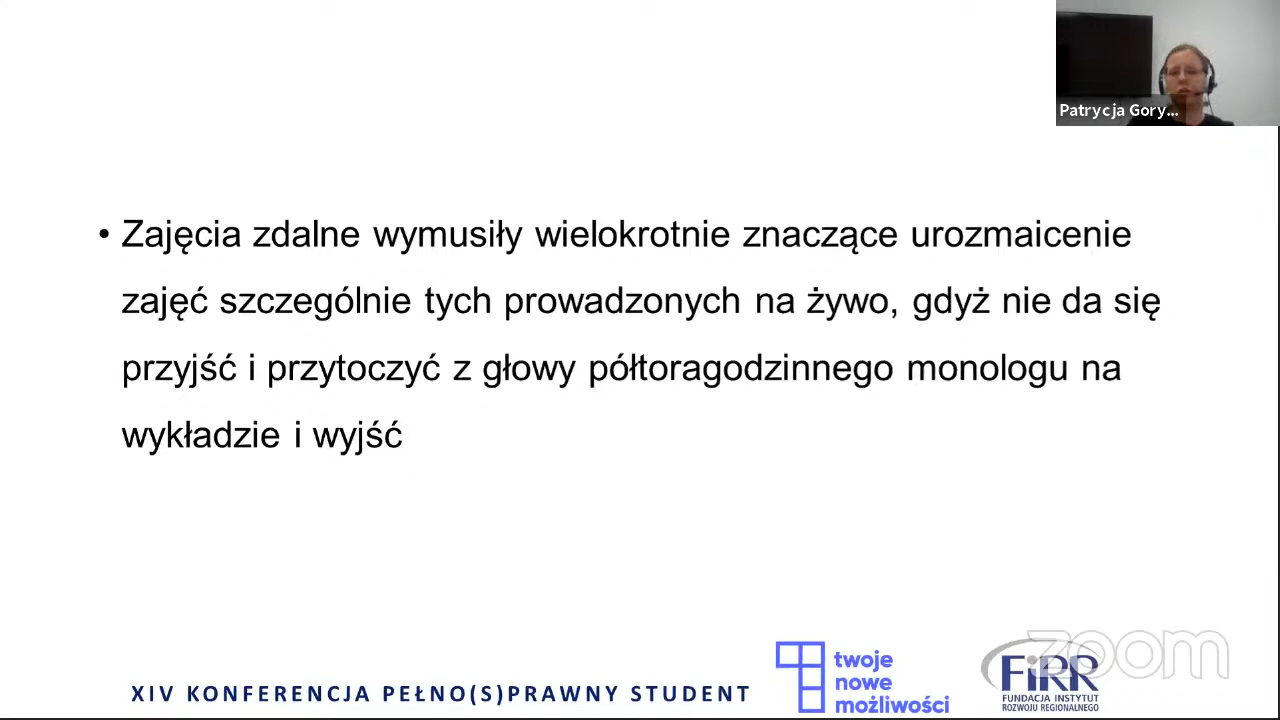 Patrycja Gory...
• Zajęcia zdalne wymusiły wielokrotnie znaczące urozmaicenie
zajęć szczególnie tych prowadzonych na żywo, gdyż nie da się
przyjść i przytoczyć z głowy półtoragodzinnego monologu na
wykładzie i wyjść
zoom
XIV KONFERENCJA PEŁNO(S)PRAWNY STUDENT
twoje
nowe
możliwości
FiRR
FUNDACJA INSTYTUT
ROZWOJU REGIONALNEGO